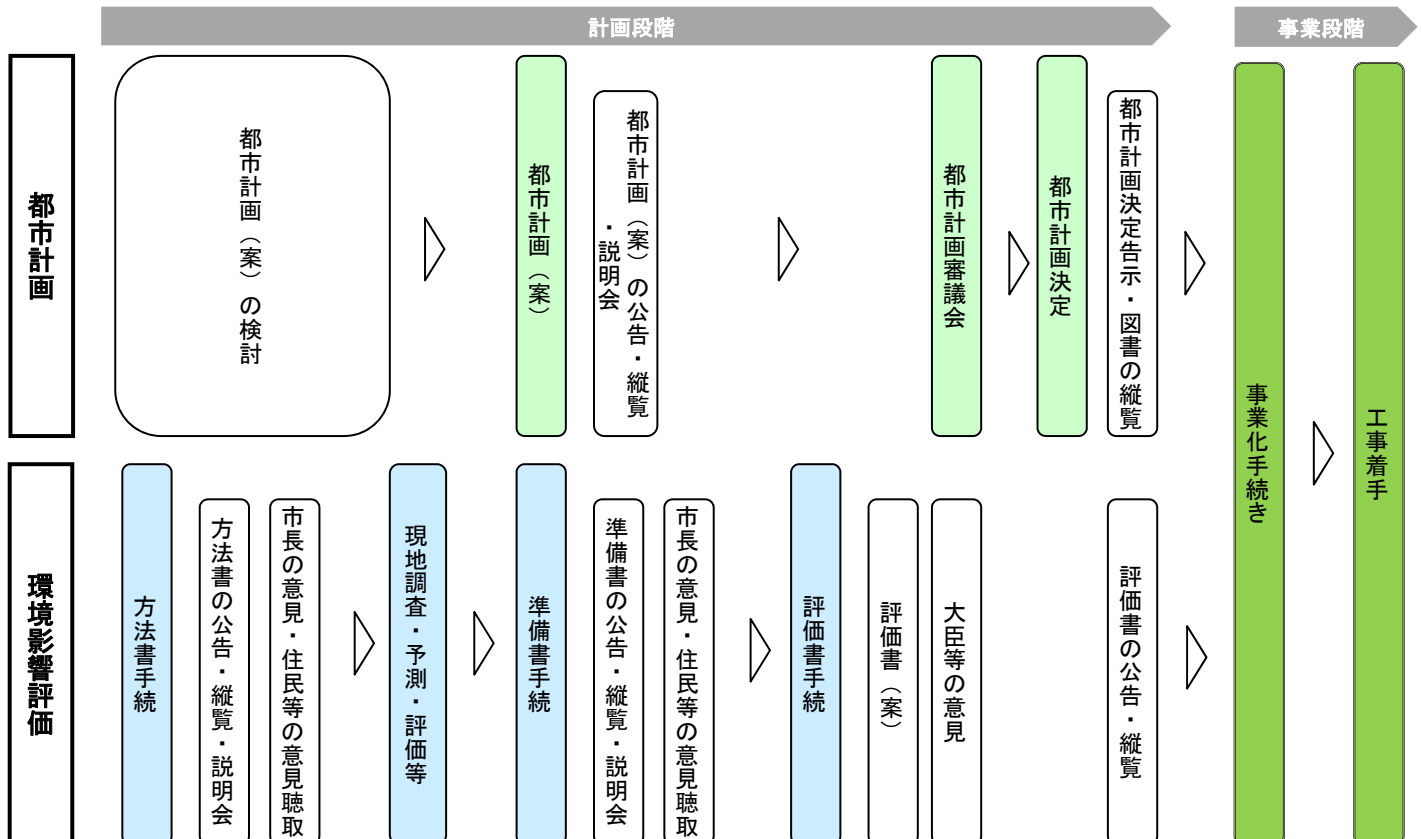 計画段階
事業段階
都市計画
都市計画（案）の検討
都市計画（案）
都市計画（案）の公告・縦覧
・説明会
都市計画審議会
都市計画決定
都市計画決定告示・図書の縦覧
環境影響評価
方法書手続
方法書の公告・縦覧・説明会
市長の意見・住民等の意見聴取
現地調査・予測・評価等
準備書手続
準備書の公告・縦覧・説明会
市長の意見・住民等の意見聴取
評価書手続
評価書（案）
大臣等の意見
評価書の公告・縦覧
事業化手続き
工事着手